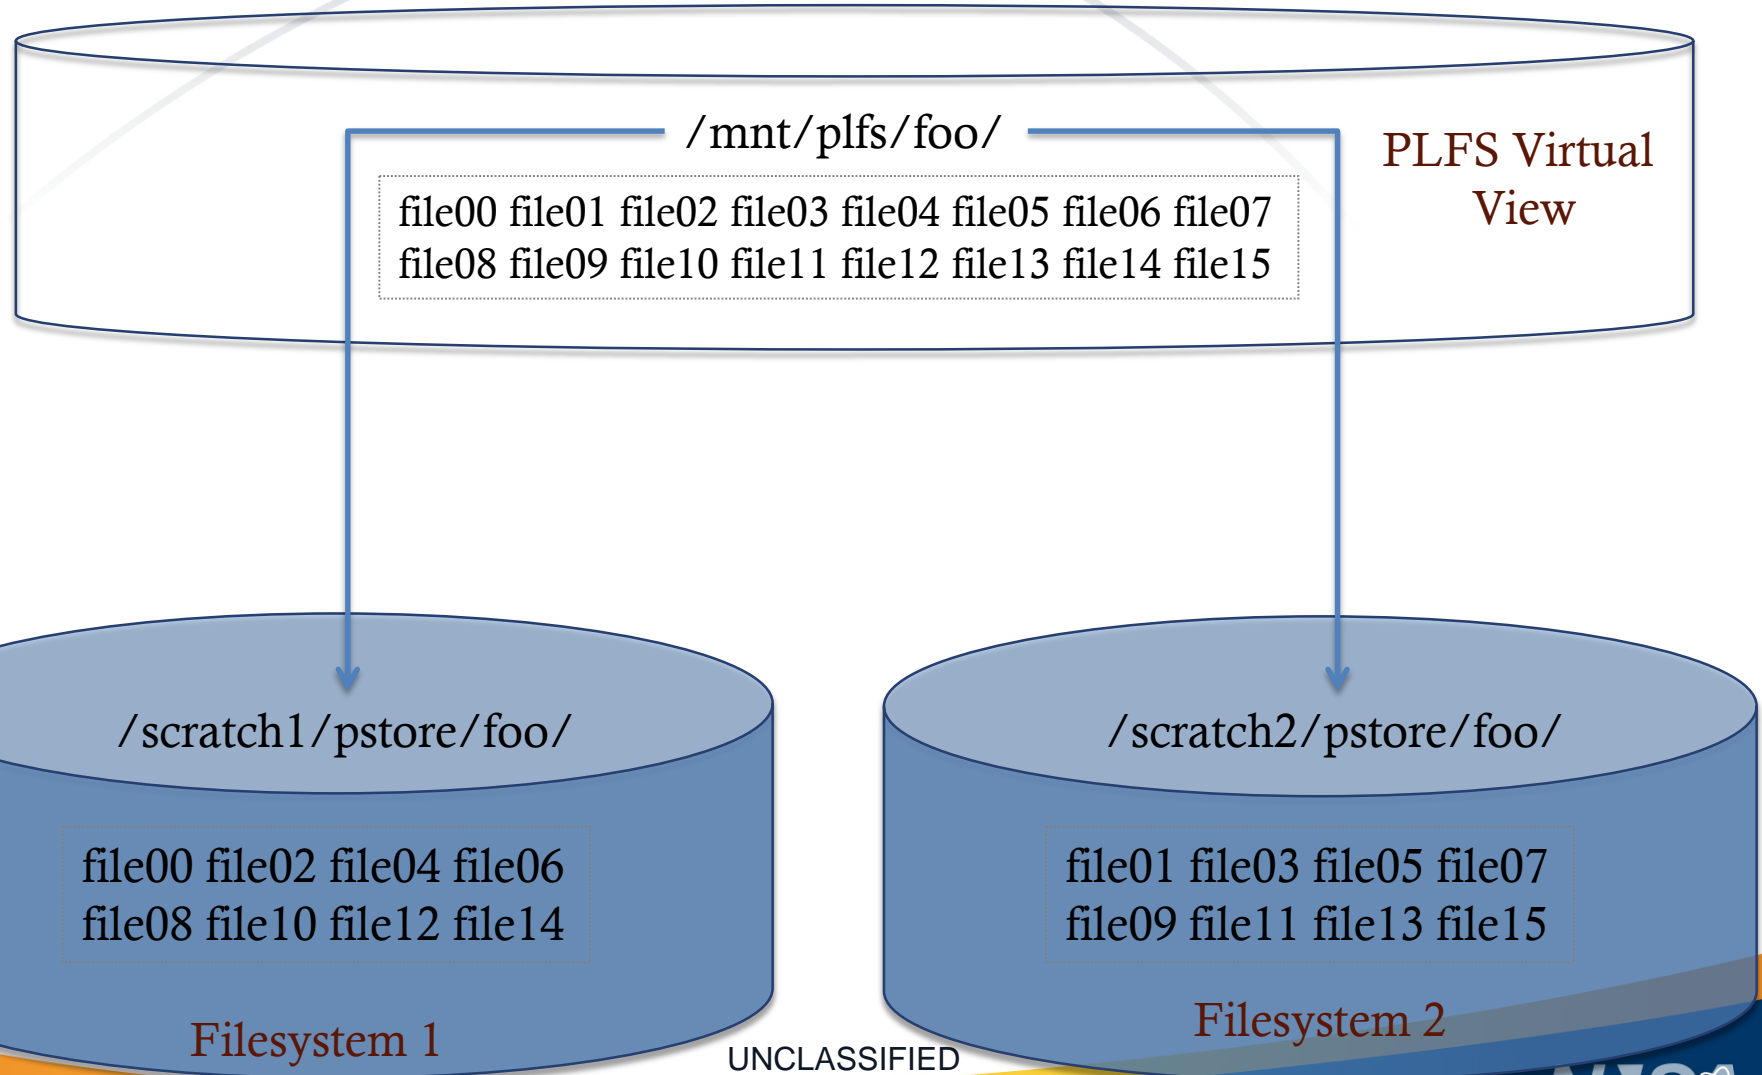 /mnt/plfs/foo/
PLFS Virtual
View
file00 file01 file02 file03 file04 file05 file06 file07
file08 file09 file10 file11 file12 file13 file14 file15
/scratch1/pstore/foo/
file00 file02 file04 file06
file08 file10 file12 file14
Filesystem 1
/scratch2/pstore/foo/
file01 file03 file05 file07
file09 file11 file13 file15
Filesystem 2
UNCLASSIFIED